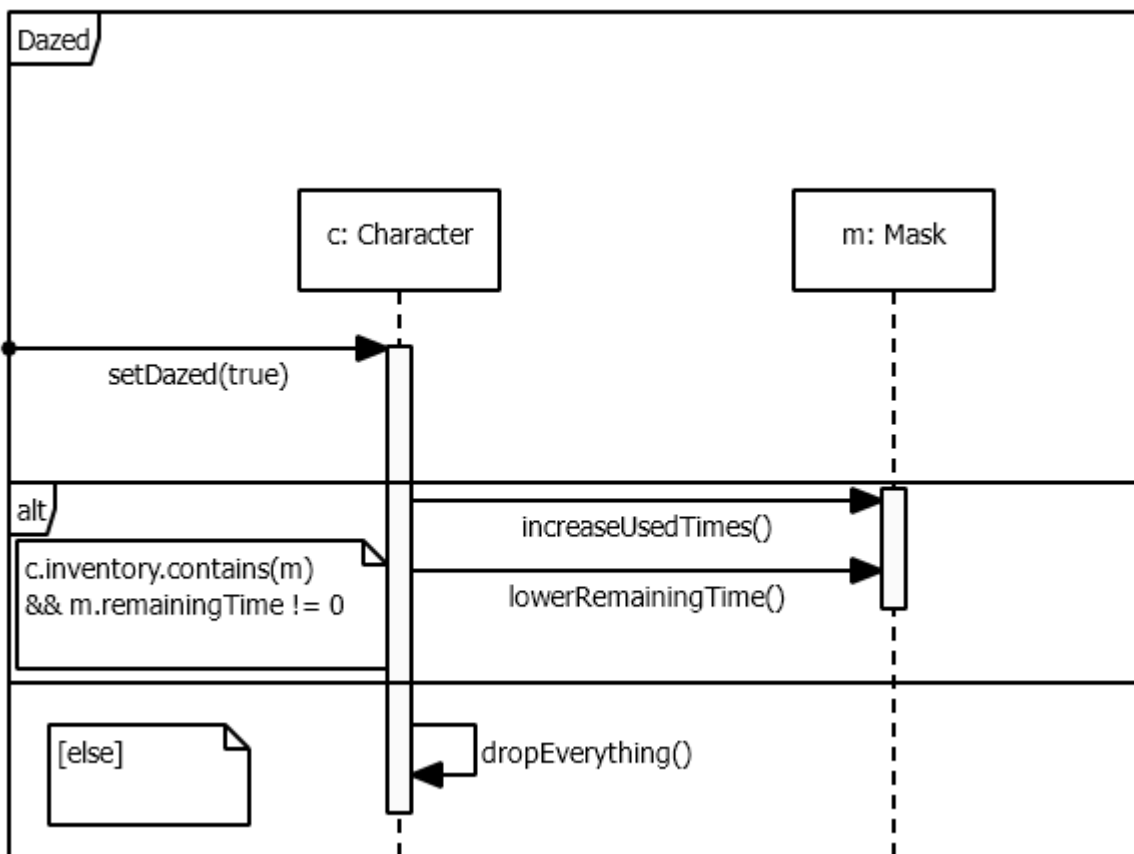 Dazed
c: Character
m: Mask
setDazed(true)
alt
increaseUsedTimes()
c.inventory.contains(m)
&& m.remainingTime != 0
lowerRemainingTime()
[else]
dropEverything()